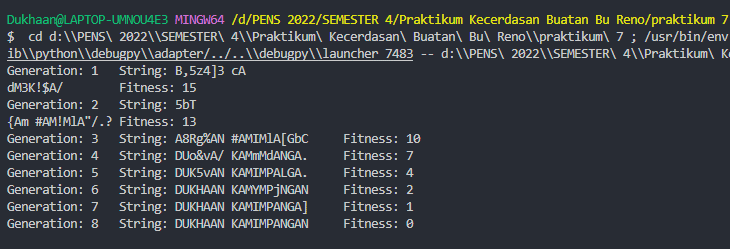 Dukhaan@LAPTOP-UMNOU4E3 MINGW64 /d/PENS 2022/SEMESTER 4/Praktikum Kecerdasan Buatan Bu Reno/praktikum 7
$  cd d:\\PENS\ 2022\\SEMESTER\ 4\\Praktikum\ Kecerdasan\ Buatan\ Bu\ Reno\\praktikum\ 7 ; /usr/bin/env
ib\\python\\debugpy\\adapter/../..\\debugpy\\launcher 7483 -- d:\\PENS\ 2022\\SEMESTER\ 4\\Praktikum\ Ke
Generation: 1   String: B,5z4]3 cA
dM3K!$A/        Fitness: 15
Generation: 2   String: 5bT
{Am #AM!MlA"/.? Fitness: 13
Generation: 3   String: A8Rg%AN #AMIMlA[GbC     Fitness: 10
Generation: 4   String: DUo&vA/ KAMmMdANGA.     Fitness: 7
Generation: 5   String: DUK5vAN KAMIMPALGA.     Fitness: 4
Generation: 6   String: DUKHAAN KAMYMPjNGAN     Fitness: 2
Generation: 7   String: DUKHAAN KAMIMPANGA]     Fitness: 1
Generation: 8   String: DUKHAAN KAMIMPANGAN     Fitness: 0